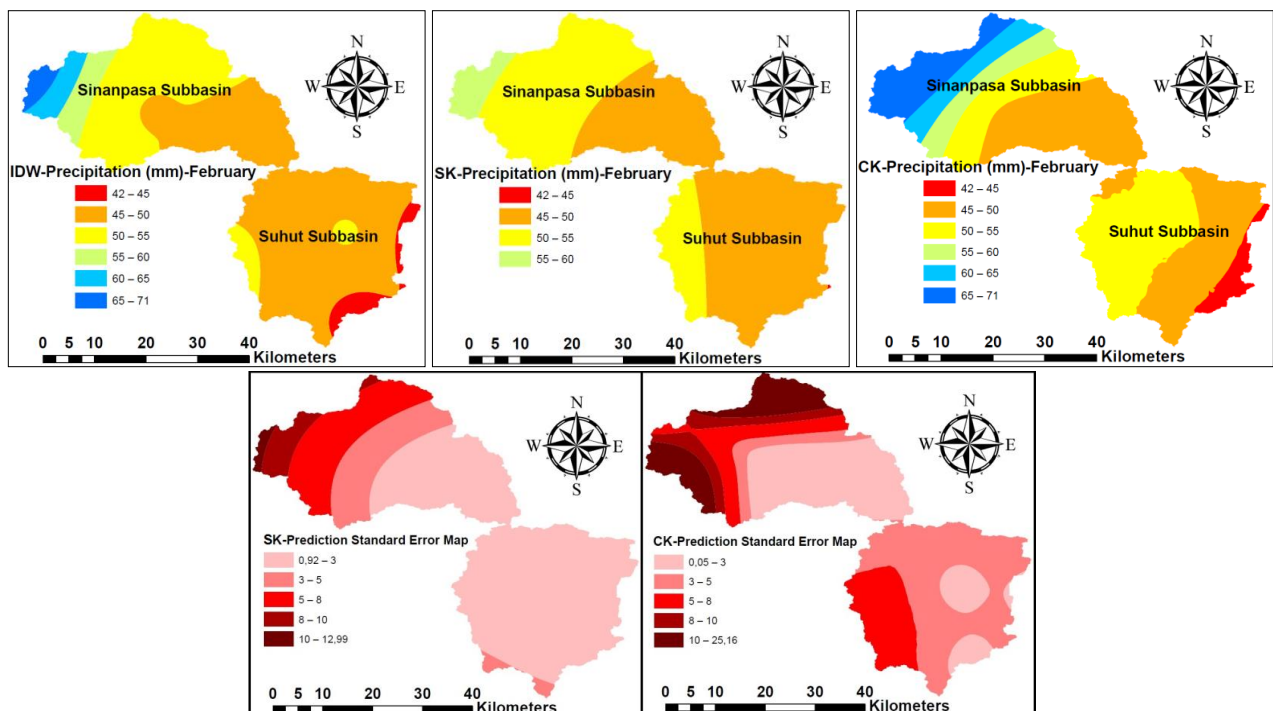 N
W E
S
Sinanpasa Subbasin
IDW-Precipitation (mm)-February
42 – 45
45 – 50
50 – 55
55 – 60
60 – 65
65 – 71
Suhut Subbasin
0 5 10 20 30 40
Kilometers
N
W E
S
Sinanpasa Subbasin
SK-Precipitation (mm)-February
42 – 45
45 – 50
50 – 55
55 – 60
Suhut Subbasin
0 5 10 20 30 40
Kilometers
N
W E
S
Sinanpasa Subbasin
CK-Precipitation (mm)-February
42 – 45
45 – 50
50 – 55
55 – 60
60 – 65
65 – 71
Suhut Subbasin
0 5 10 20 30 40
Kilometers
N
W E
S
SK-Prediction Standard Error Map
0,92 – 3
3 – 5
5 – 8
8 – 10
10 – 12,99
0 5 10 20 30 40
Kilometers
N
W E
S
CK-Prediction Standard Error Map
0,05 – 3
3 – 5
5 – 8
8 – 10
10 – 25,16
0 5 10 20 30 40
Kilometers